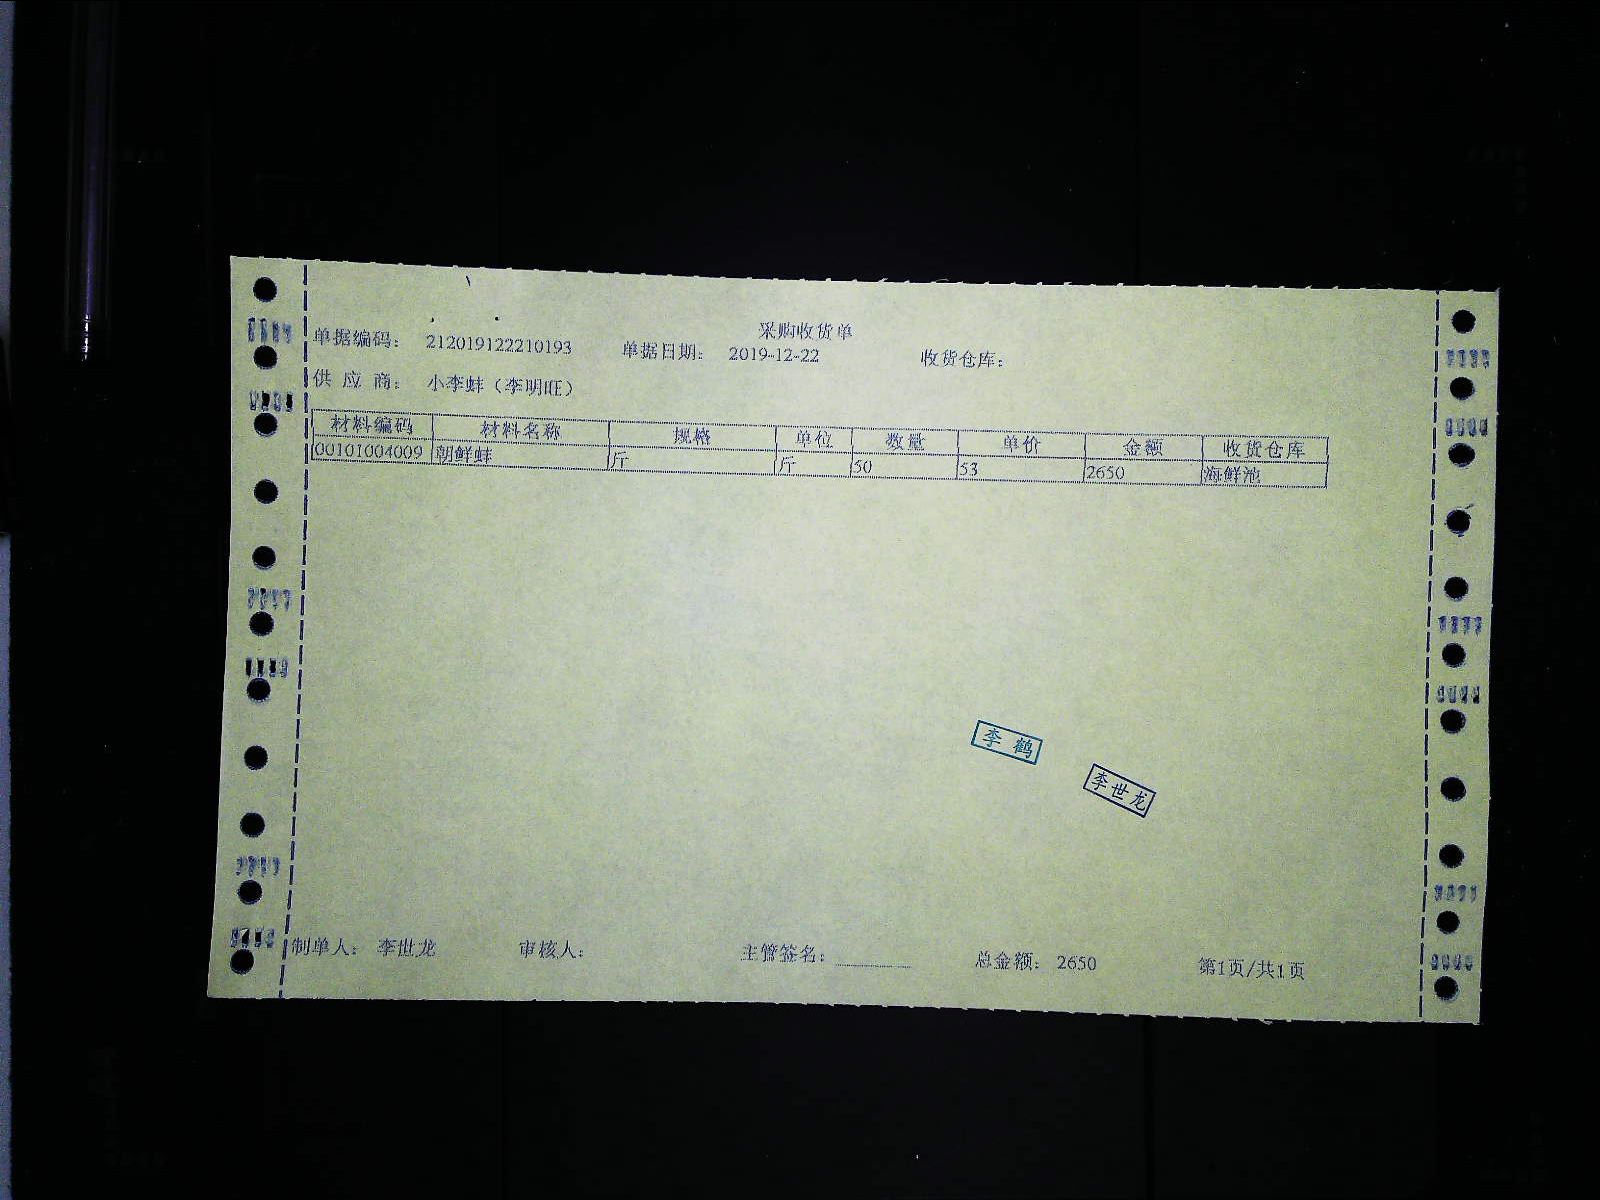 采购收货单
单据编码： 212019122210193 单据日期： 2019-12-22 收货仓库：
供 应 商： 小李蚌（李明旺）
材料编码 材料名称 规格 单位 数量 单价 金额 收货仓库
00101004009 朝鲜蚌 斤 斤 50 53 2650 海鲜池
李 鹤
李世龙
制单人： 李世龙 审核人： 主管签名：________ 总金额： 2650 第1页/共1页